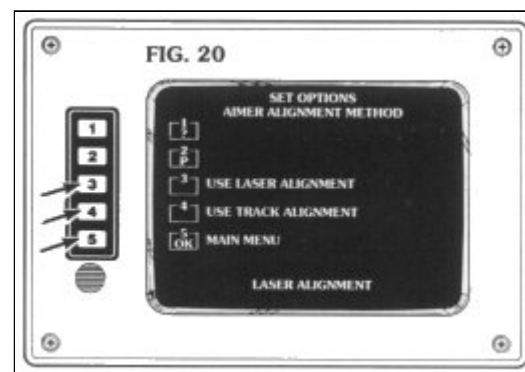 FIG. 20
SET OPTIONS
AIMER ALIGNMENT METHOD
1
?
2
P
3 USE LASER ALIGNMENT
4 USE TRACK ALIGNMENT
5
OK MAIN MENU
LASER ALIGNMENT
1
2
3
4
5